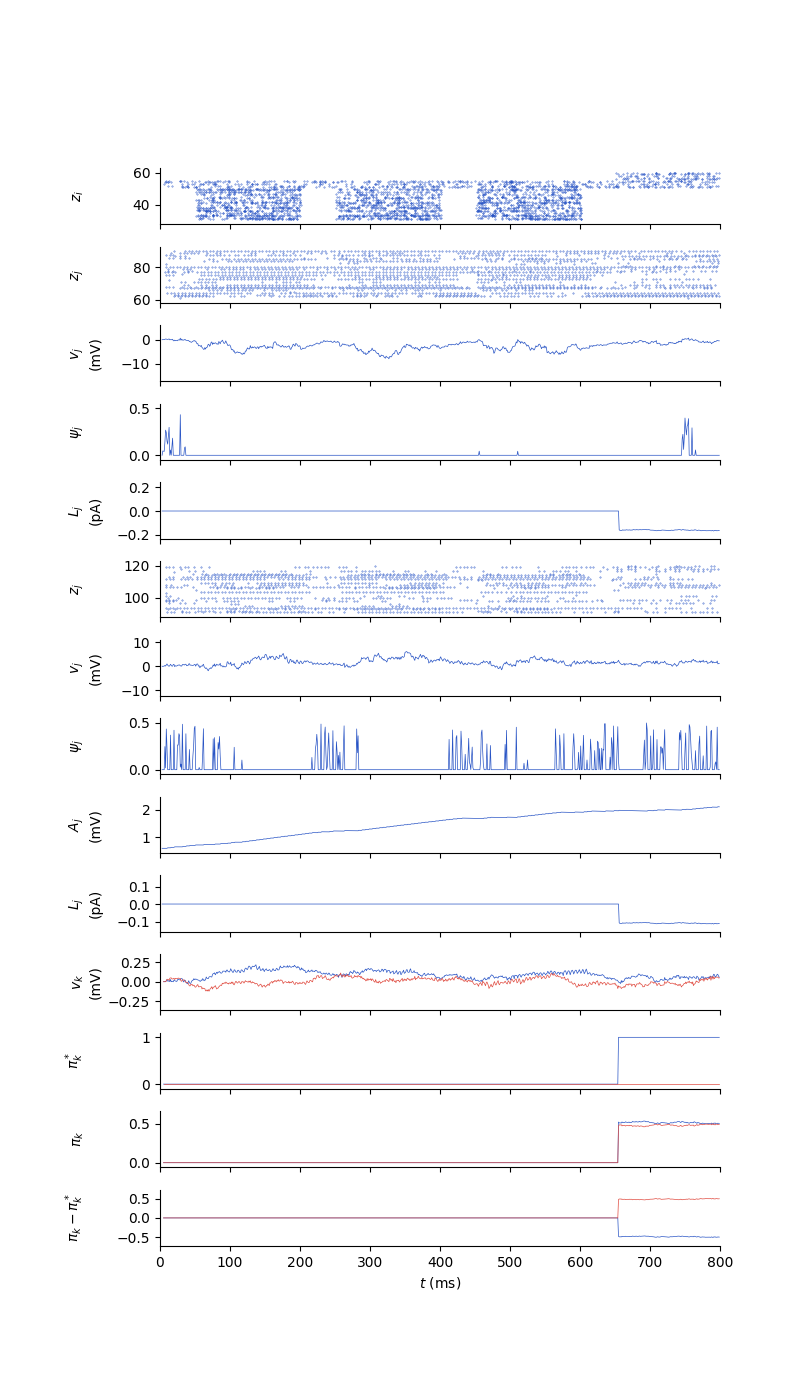 z_i
60
40
z_j
80
60
v_j
(mV)
0
−10
ψ_j
0.5
0.0
L_j
(pA)
0.2
0.0
−0.2
z_j
120
100
v_j
(mV)
10
0
−10
ψ_j
0.5
0.0
A_j
(mV)
2
1
L_j
(pA)
0.1
0.0
−0.1
v_k
(mV)
0.25
0.00
−0.25
π_k^*
1
0
π_k
0.5
0.0
π_k − π_k^*
0.5
0.0
−0.5
0 100 200 300 400 500 600 700 800
t (ms)